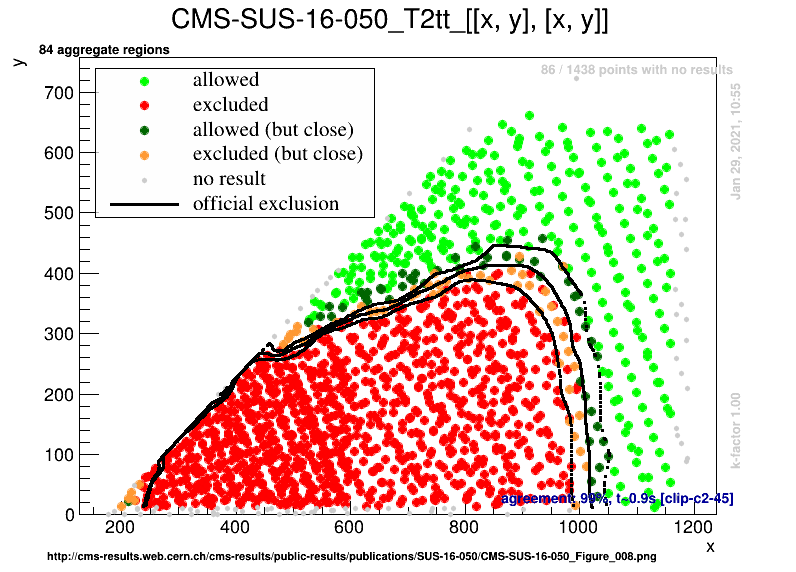 CMS-SUS-16-050_T2tt_[[x, y], [x, y]]
84 aggregate regions
y
86 / 1438 points with no results
allowed
excluded
allowed (but close)
excluded (but close)
no result
official exclusion
Jan 29, 2021, 10:55
k-factor 1.00
700
600
500
400
300
200
100
0
agreement: 99%, t~0.9s [clip-c2-45]
200 400 600 800 1000 1200
x
http://cms-results.web.cern.ch/cms-results/public-results/publications/SUS-16-050/CMS-SUS-16-050_Figure_008.png